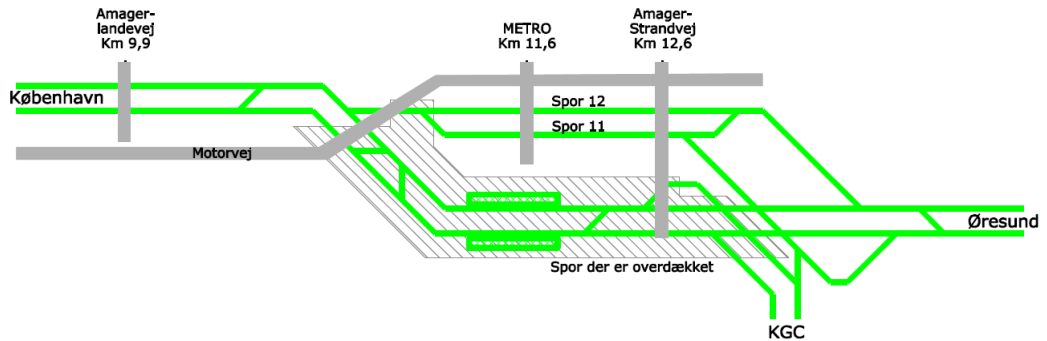 Amager-
landevej
Km 9,9
METRO
Km 11,6
Amager-
Strandvej
Km 12,6
København
Spor 12
Spor 11
Motorvej
Øresund
Spor der er overdækket
KGC